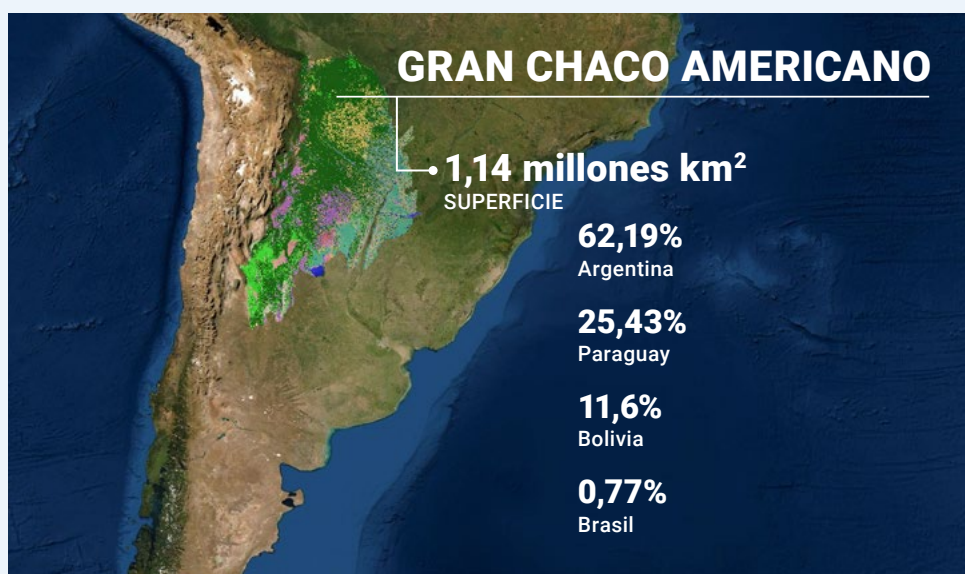 GRAN CHACO AMERICANO
1,14 millones km²
SUPERFICIE
62,19%
Argentina
25,43%
Paraguay
11,6%
Bolivia
0,77%
Brasil